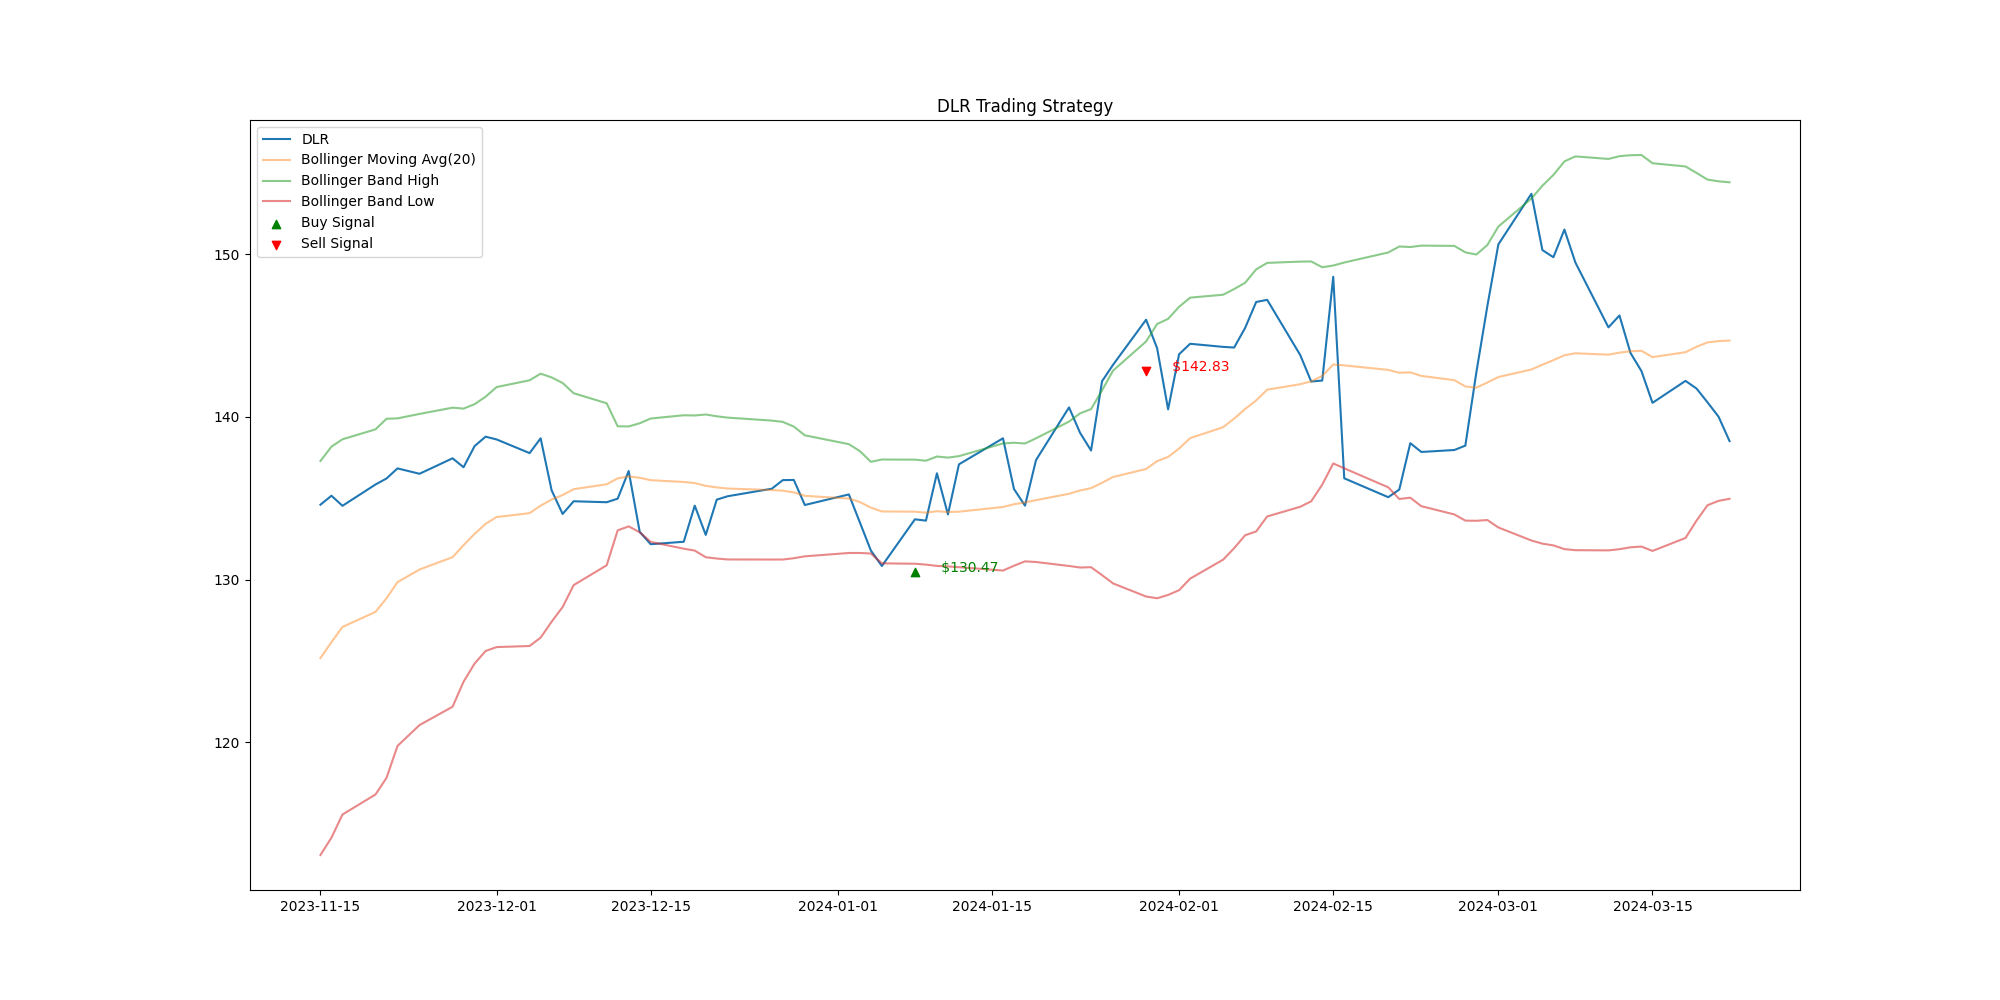 DLR Trading Strategy
DLR
Bollinger Moving Avg(20)
Bollinger Band High
Bollinger Band Low
Buy Signal
Sell Signal
150
140
130
120
$142.83
$130.47
2023-11-15 2023-12-01 2023-12-15 2024-01-01 2024-01-15 2024-02-01 2024-02-15 2024-03-01 2024-03-15